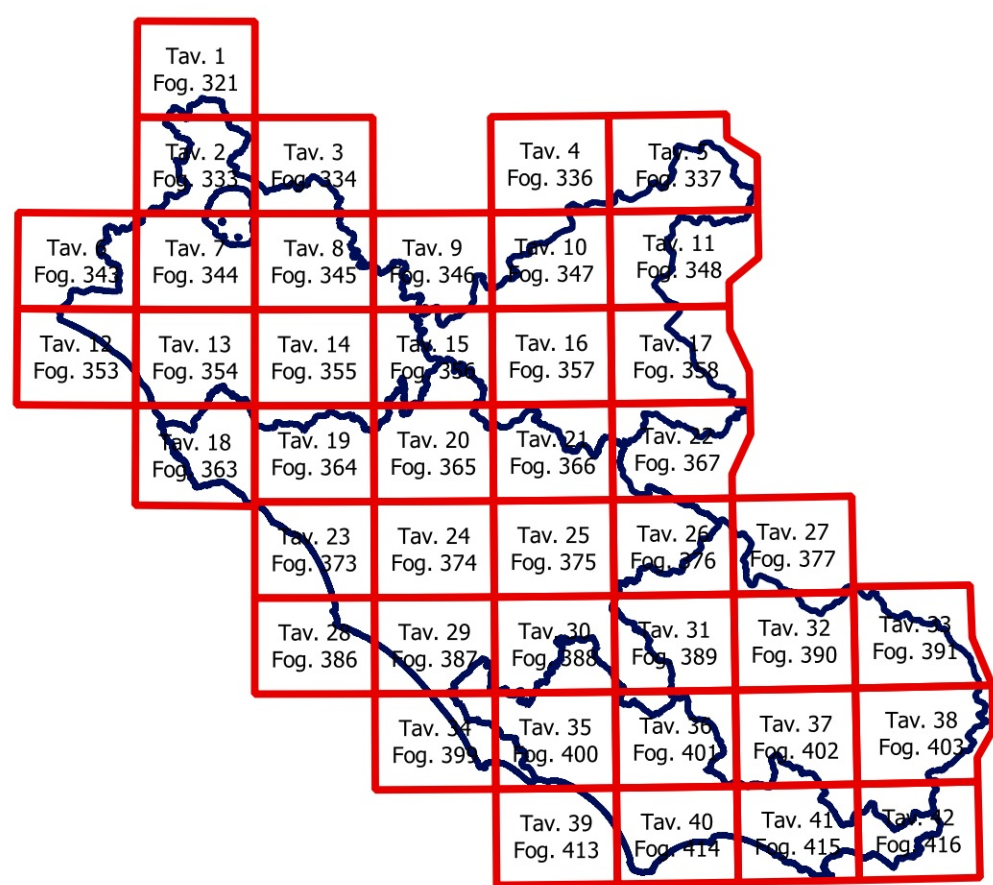 Tav. 1
Fog. 321
Tav. 2
Fog. 333
Tav. 3
Fog. 334
Tav. 4
Fog. 336
Tav. 5
Fog. 337
Tav. 6
Fog. 343
Tav. 7
Fog. 344
Tav. 8
Fog. 345
Tav. 9
Fog. 346
Tav. 10
Fog. 347
Tav. 11
Fog. 348
Tav. 12
Fog. 353
Tav. 13
Fog. 354
Tav. 14
Fog. 355
Tav. 15
Fog. 356
Tav. 16
Fog. 357
Tav. 17
Fog. 358
Tav. 18
Fog. 363
Tav. 19
Fog. 364
Tav. 20
Fog. 365
Tav. 21
Fog. 366
Tav. 22
Fog. 367
Tav. 23
Fog. 373
Tav. 24
Fog. 374
Tav. 25
Fog. 375
Tav. 26
Fog. 376
Tav. 27
Fog. 377
Tav. 28
Fog. 386
Tav. 29
Fog. 387
Tav. 30
Fog. 388
Tav. 31
Fog. 389
Tav. 32
Fog. 390
Tav. 33
Fog. 391
Tav. 34
Fog. 399
Tav. 35
Fog. 400
Tav. 36
Fog. 401
Tav. 37
Fog. 402
Tav. 38
Fog. 403
Tav. 39
Fog. 413
Tav. 40
Fog. 414
Tav. 41
Fog. 415
Tav. 42
Fog. 416